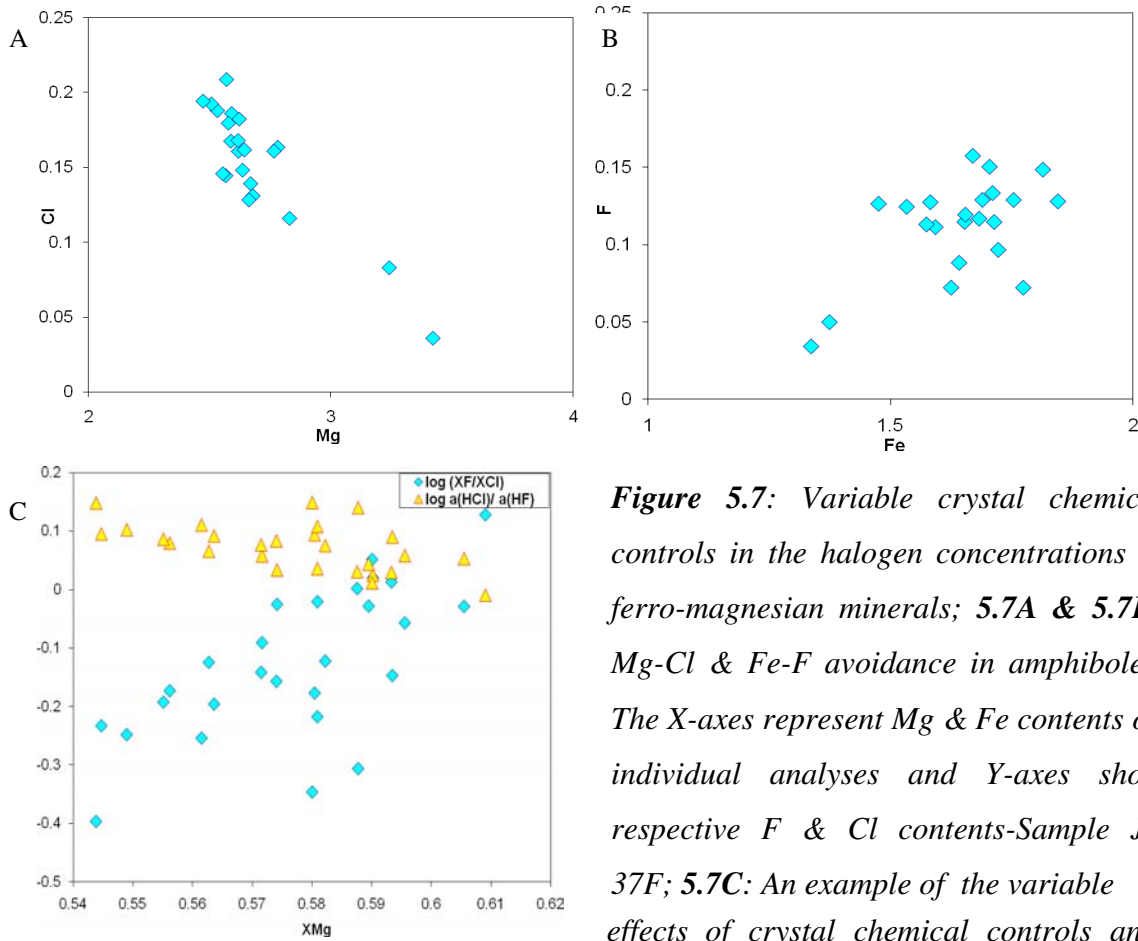 A
0.25
0.2
0.15
0.1
0.05
0
Cl
2
3
4
Mg
B
0.25
0.2
0.15
0.1
0.05
0
F
1
1.5
2
Fe
C
0.2
0.1
0
-0.1
-0.2
-0.3
-0.4
-0.5
log (XF/XCl)
log a(HCl)/ a(HF)
0.54
0.55
0.56
0.57
0.58
0.59
0.6
0.61
0.62
XMg
Figure 5.7: Variable crystal chemic
controls in the halogen concentrations
ferro-magnesian minerals; 5.7A & 5.7
Mg-Cl & Fe-F avoidance in amphibole
The X-axes represent Mg & Fe contents o
individual analyses and Y-axes sho
respective F & Cl contents-Sample J
37F; 5.7C: An example of the variable
effects of crystal chemical controls an